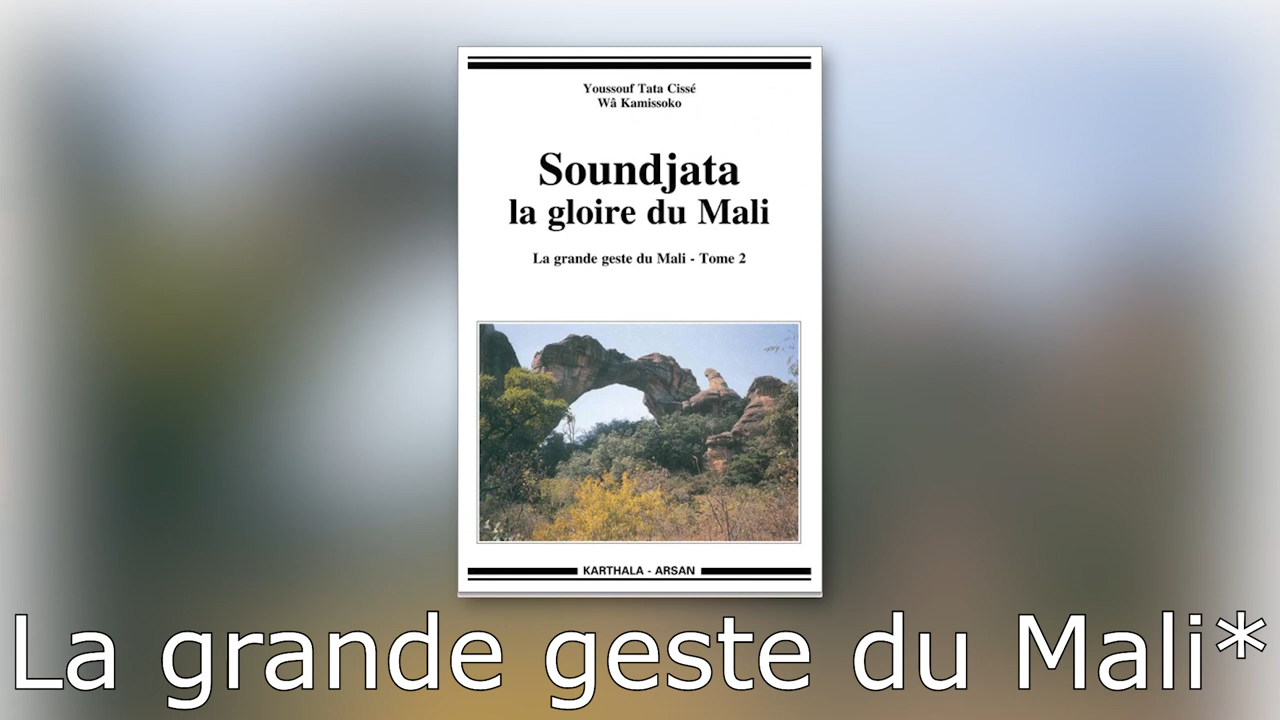 Youssouf Tata Cissé
Wâ Kamissoko
Soundjata
la gloire du Mali
La grande geste du Mali - Tome 2
KARTHALA - ARSAN
La grande geste du Mali*